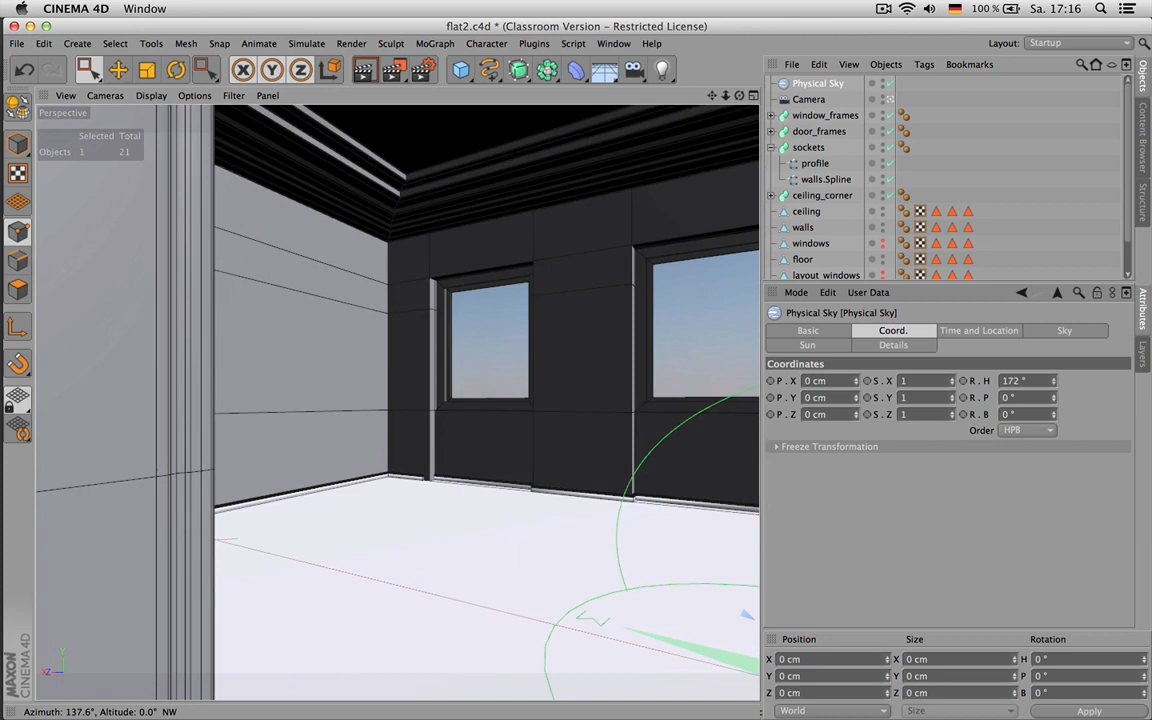 CINEMA 4D Window 100 % Sa. 17:16
flat2.c4d * (Classroom Version - Restricted License)
File Edit Create Select Tools Mesh Snap Animate Simulate Render Sculpt MoGraph Character Plugins Script Window Help Layout: Startup
X Y Z
View Cameras Display Options Filter Panel
File Edit View Objects Tags Bookmarks
Perspective
Selected Total
Objects 1 21
Physical Sky
Camera
window_frames
door_frames
sockets
profile
walls.Spline
ceiling_corner
ceiling
walls
windows
floor
layout_windows
Objects
Content Browser
Structure
Mode Edit User Data
Physical Sky [Physical Sky]
Basic Coord. Time and Location Sky
Sun Details
Coordinates
P . X 0 cm S . X 1 R . H 172 °
P . Y 0 cm S . Y 1 R . P 0 °
P . Z 0 cm S . Z 1 R . B 0 °
Order HPB
Freeze Transformation
Attributes
Layers
Position Size Rotation
X 0 cm X 0 cm H 0 °
Y 0 cm Y 0 cm P 0 °
Z 0 cm Z 0 cm B 0 °
World Size Apply
MAXON CINEMA 4D
Y
XZ
Azimuth: 137.6°, Altitude: 0.0° NW